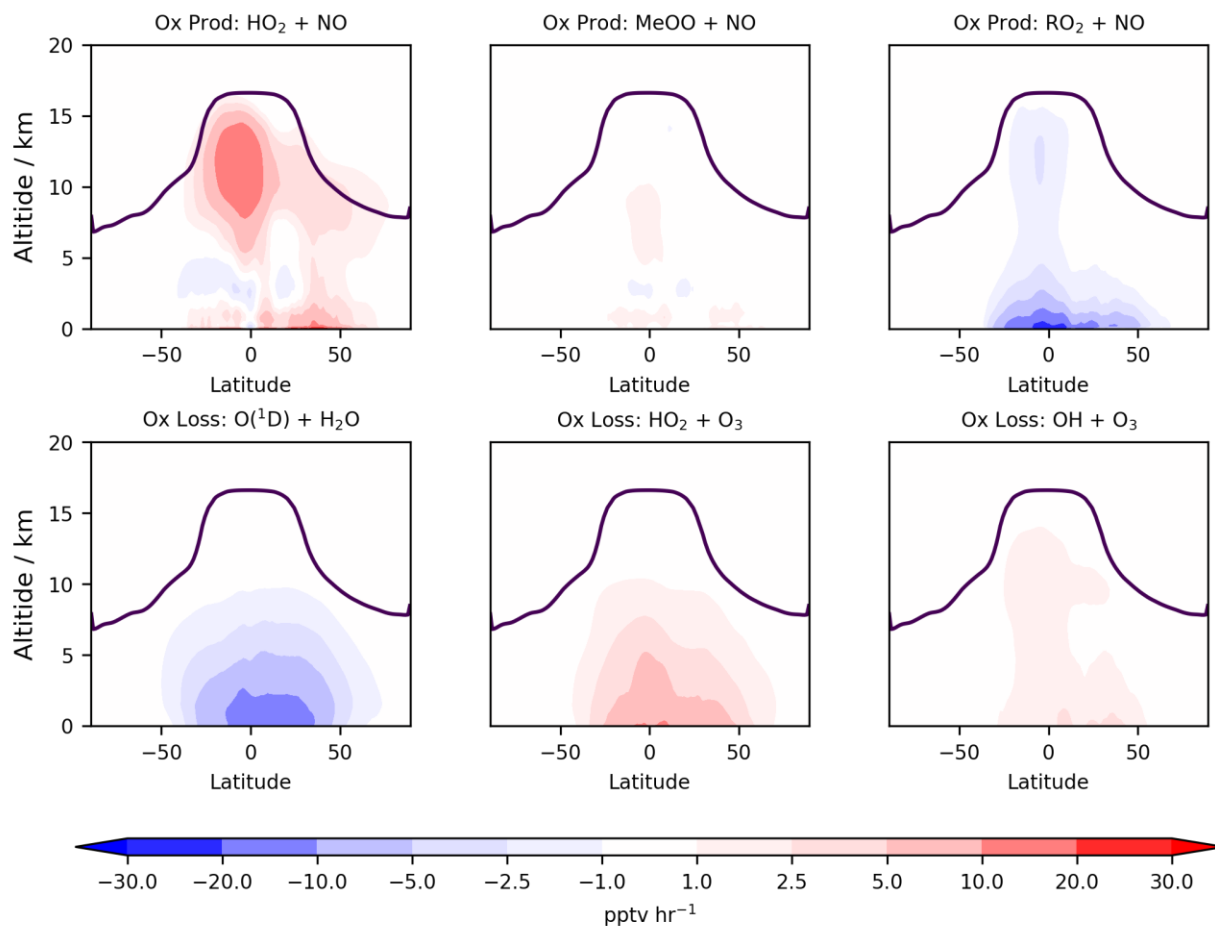 Ox Prod: HO₂ + NO
Ox Prod: MeOO + NO
Ox Prod: RO₂ + NO
20
15
10
5
0
Altitide / km
−50 0 50
−50 0 50
−50 0 50
Latitude
Latitude
Latitude
Ox Loss: O(¹D) + H₂O
Ox Loss: HO₂ + O₃
Ox Loss: OH + O₃
20
15
10
5
0
Altitide / km
−50 0 50
−50 0 50
−50 0 50
Latitude
Latitude
Latitude
−30.0 −20.0 −10.0 −5.0 −2.5 −1.0 1.0 2.5 5.0 10.0 20.0 30.0
pptv hr⁻¹